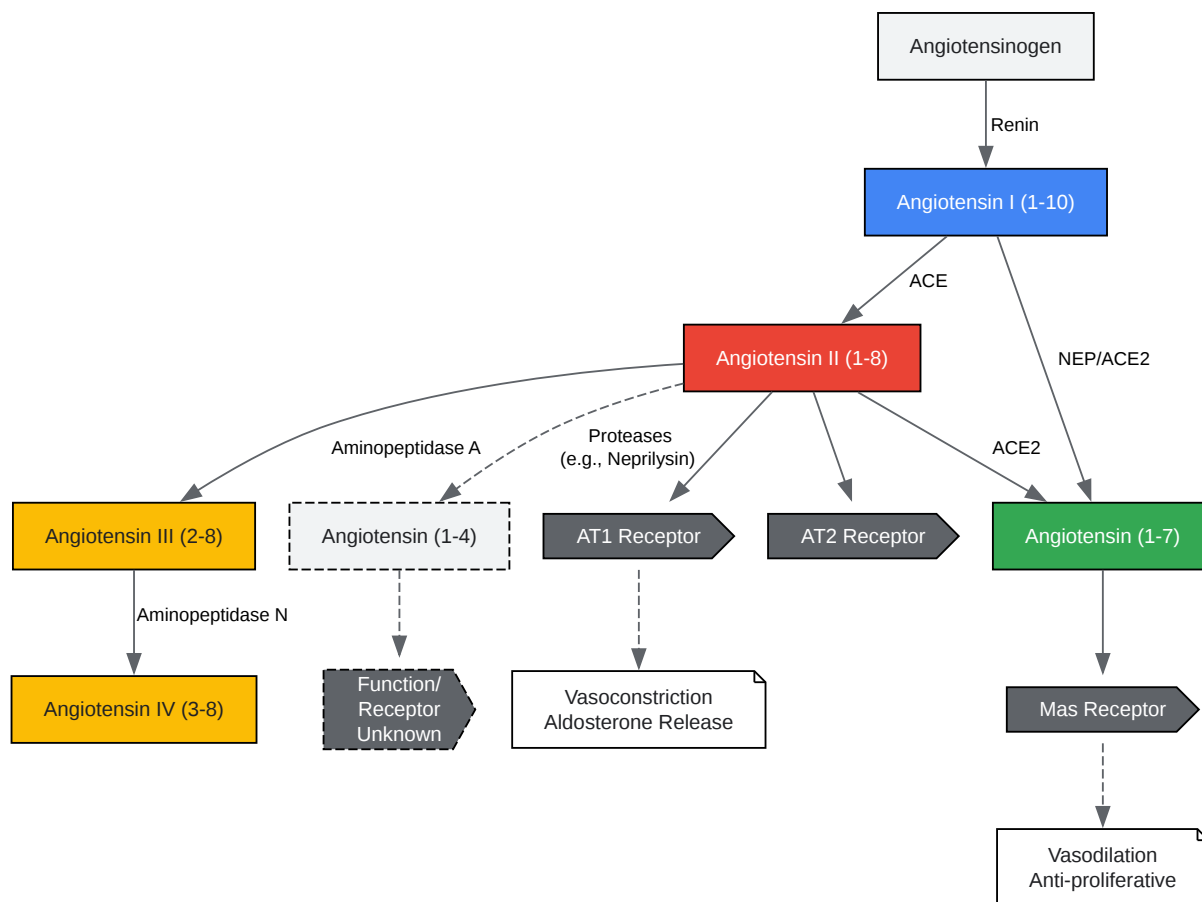 Angiotensinogen
Renin
Angiotensin I (1-10)
ACE
NEP/ACE2
Angiotensin II (1-8)
Aminopeptidase A
Proteases
(e.g., Neprilysin)
ACE2
Angiotensin III (2-8)
Angiotensin (1-4)
AT1 Receptor
AT2 Receptor
Angiotensin (1-7)
Aminopeptidase N
Angiotensin IV (3-8)
Function/
Receptor
Unknown
Vasoconstriction
Aldosterone Release
Mas Receptor
Vasodilation
Anti-proliferative